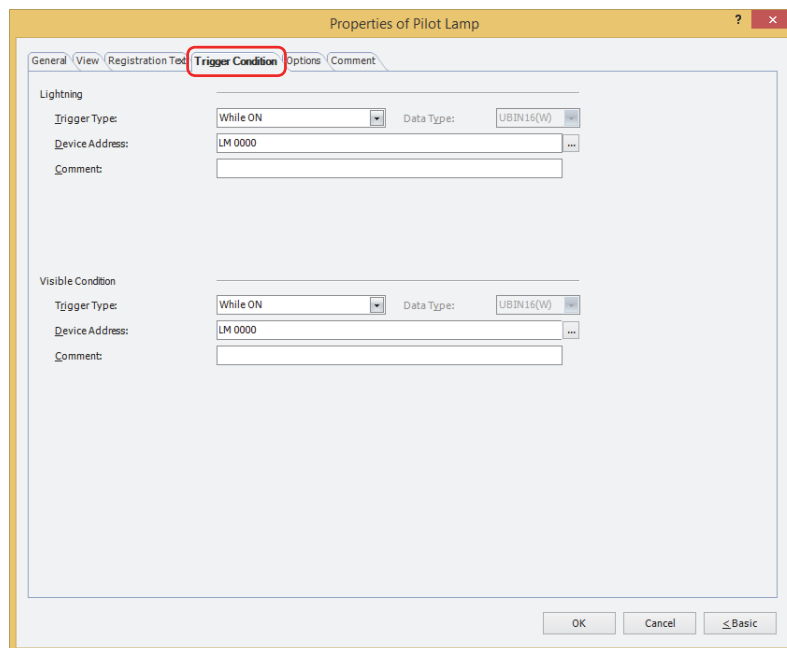 Properties of Pilot Lamp ? ×
General View Registration Text Trigger Condition Options Comment
Lightning
Trigger Type: While ON Data Type: UBIN16(W)
Device Address: LM 0000 ...
Comment:
Visible Condition
Trigger Type: While ON Data Type: UBIN16(W)
Device Address: LM 0000 ...
Comment:
OK Cancel < Basic